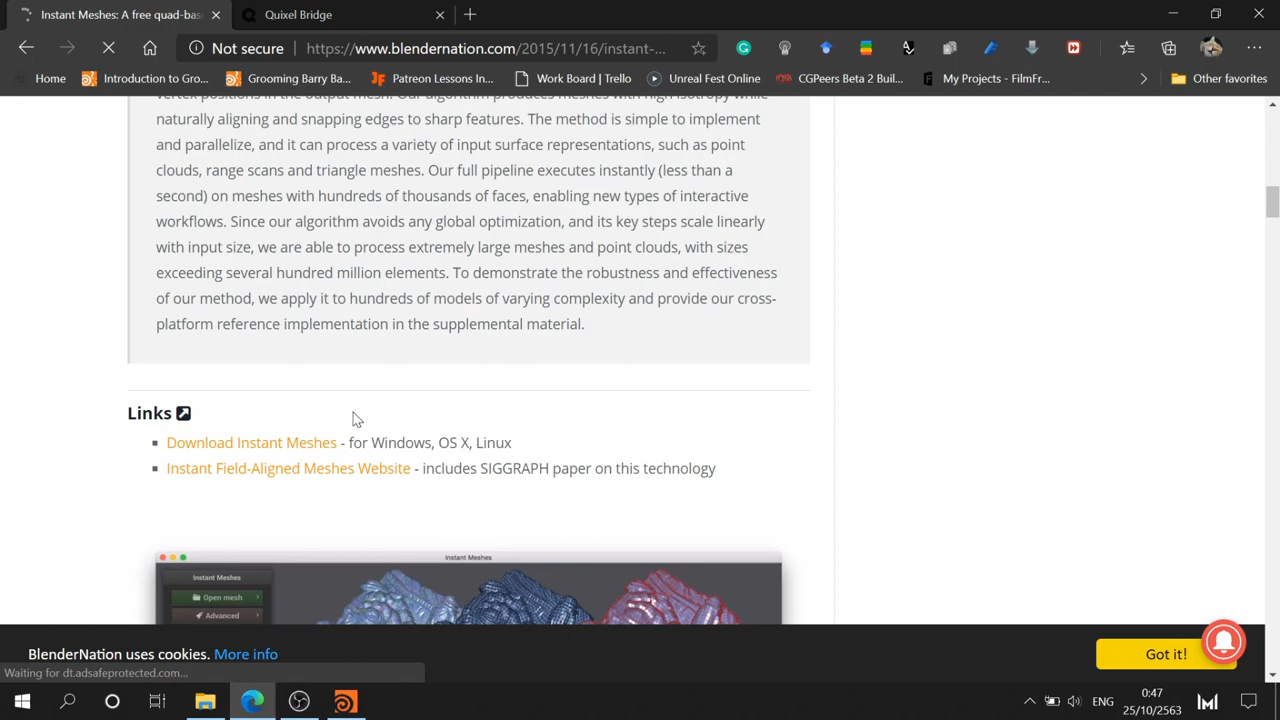 Instant Meshes: A free quad-bas
Quixel Bridge
Not secure
https://www.blendernation.com/2015/11/16/instant-...
Home
Introduction to Gro...
Grooming Barry Ba...
Patreon Lessons In...
Work Board | Trello
Unreal Fest Online
CGPeers Beta 2 Buil...
My Projects - FilmFr...
Other favorites
vertex positions in the output mesh. Our algorithm produces meshes with high isotropy while
naturally aligning and snapping edges to sharp features. The method is simple to implement
and parallelize, and it can process a variety of input surface representations, such as point
clouds, range scans and triangle meshes. Our full pipeline executes instantly (less than a
second) on meshes with hundreds of thousands of faces, enabling new types of interactive
workflows. Since our algorithm avoids any global optimization, and its key steps scale linearly
with input size, we are able to process extremely large meshes and point clouds, with sizes
exceeding several hundred million elements. To demonstrate the robustness and effectiveness
of our method, we apply it to hundreds of models of varying complexity and provide our cross-
platform reference implementation in the supplemental material.
Links
Download Instant Meshes - for Windows, OS X, Linux
Instant Field-Aligned Meshes Website - includes SIGGRAPH paper on this technology
Instant Meshes
Instant Meshes
Open mesh
Advanced
BlenderNation uses cookies. More info
Got it!
Waiting for dt.adsafeprotected.com...
ENG
0:47
25/10/2563